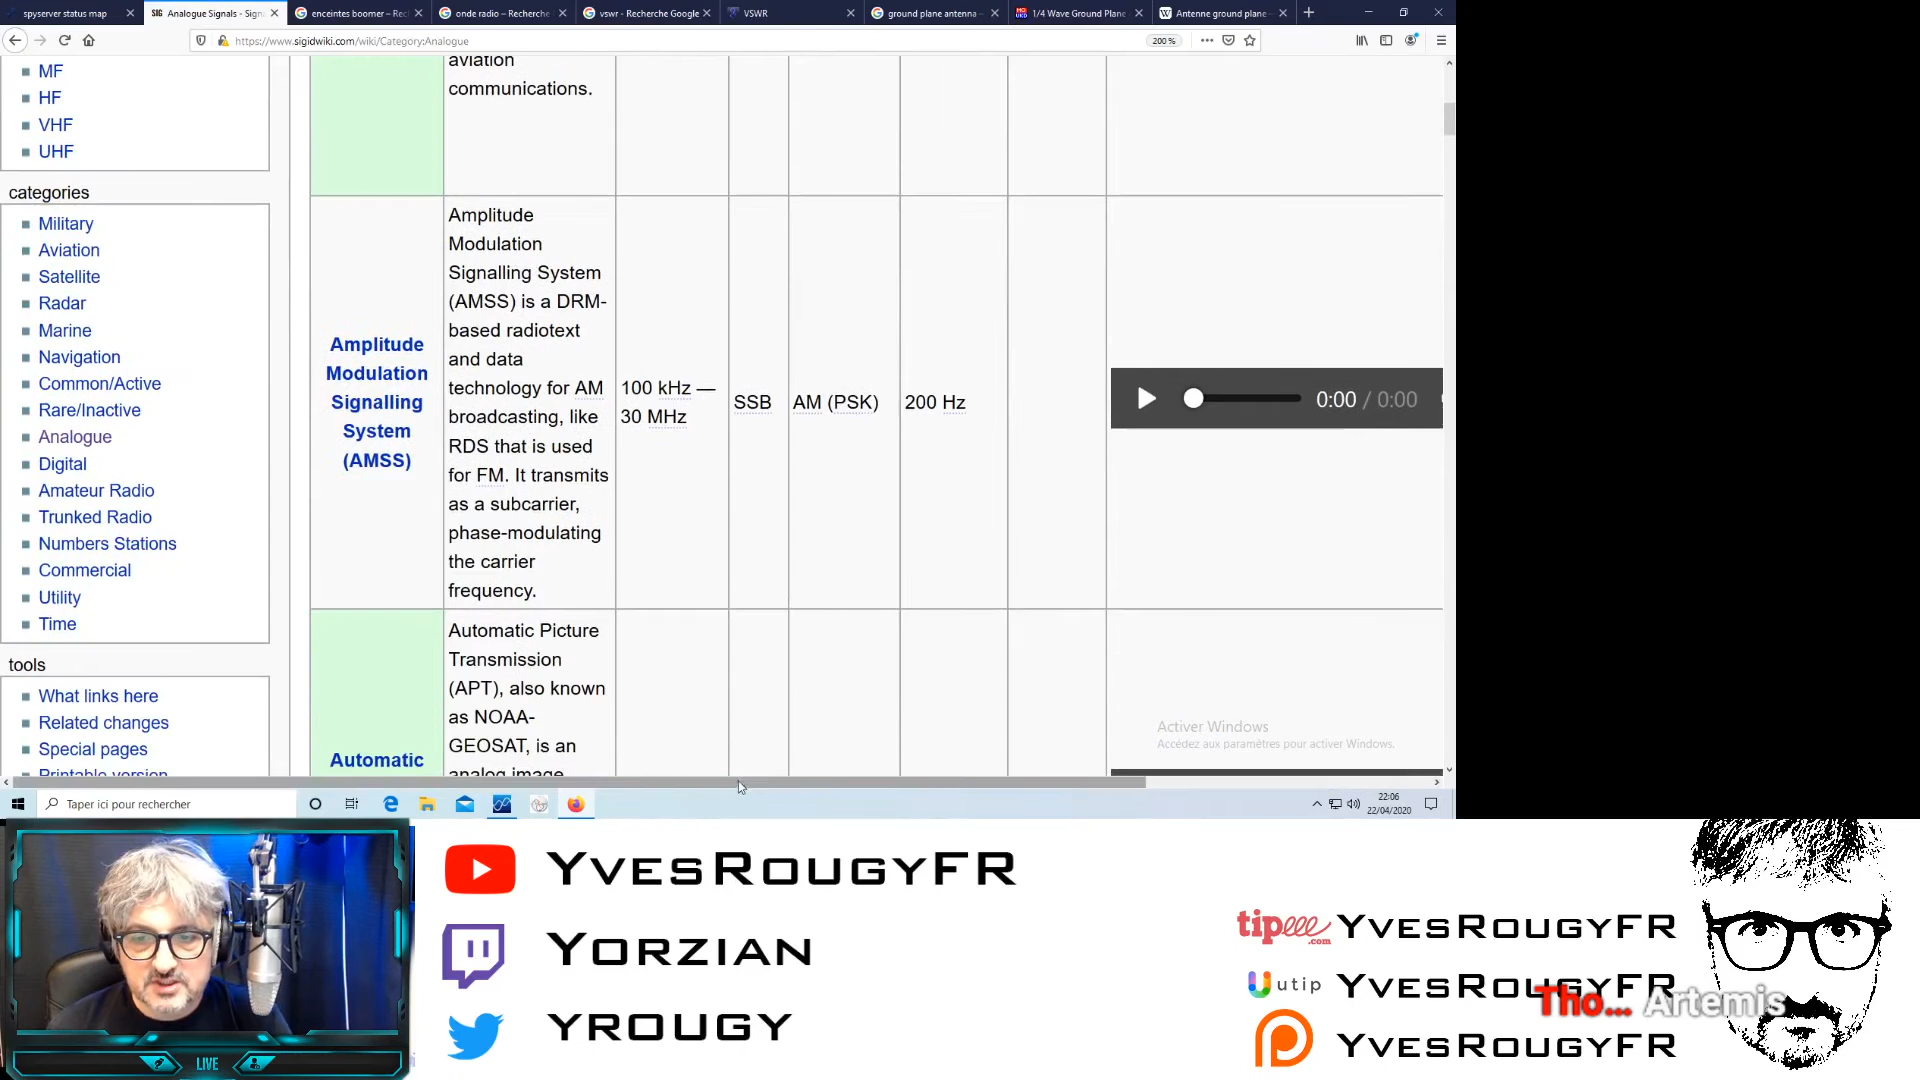 spyserver status map
SIG Analogue Signals - Signa
enceintes boomer – Rec
onde radio – Recherche
vswr - Recherche Google
VSWR
ground plane antenna –
1/4 Wave Ground Plane
Antenne ground plane –
https://www.sigidwiki.com/wiki/Category:Analogue
200 %
MF
HF
VHF
UHF
categories
Military
Aviation
Satellite
Radar
Marine
Navigation
Common/Active
Rare/Inactive
Analogue
Digital
Amateur Radio
Trunked Radio
Numbers Stations
Commercial
Utility
Time
tools
What links here
Related changes
Special pages
Printable version
aviation
communications.
Amplitude
Modulation
Signalling
System
(AMSS)
Amplitude
Modulation
Signalling System
(AMSS) is a DRM-
based radiotext
and data
technology for AM
broadcasting, like
RDS that is used
for FM. It transmits
as a subcarrier,
phase-modulating
the carrier
frequency.
100 kHz —
30 MHz
SSB
AM (PSK)
200 Hz
0:00 / 0:00
Automatic
Automatic Picture
Transmission
(APT), also known
as NOAA-
GEOSAT, is an
analog image
Activer Windows
Accédez aux paramètres pour activer Windows.
Taper ici pour rechercher
22:06
22/04/2020
LIVE
YvesRougyFR
Yorzian
YROUGY
tipeee.com YvesRougyFR
utip YvesRougyFR
YvesRougyFR
Tho... Artemis